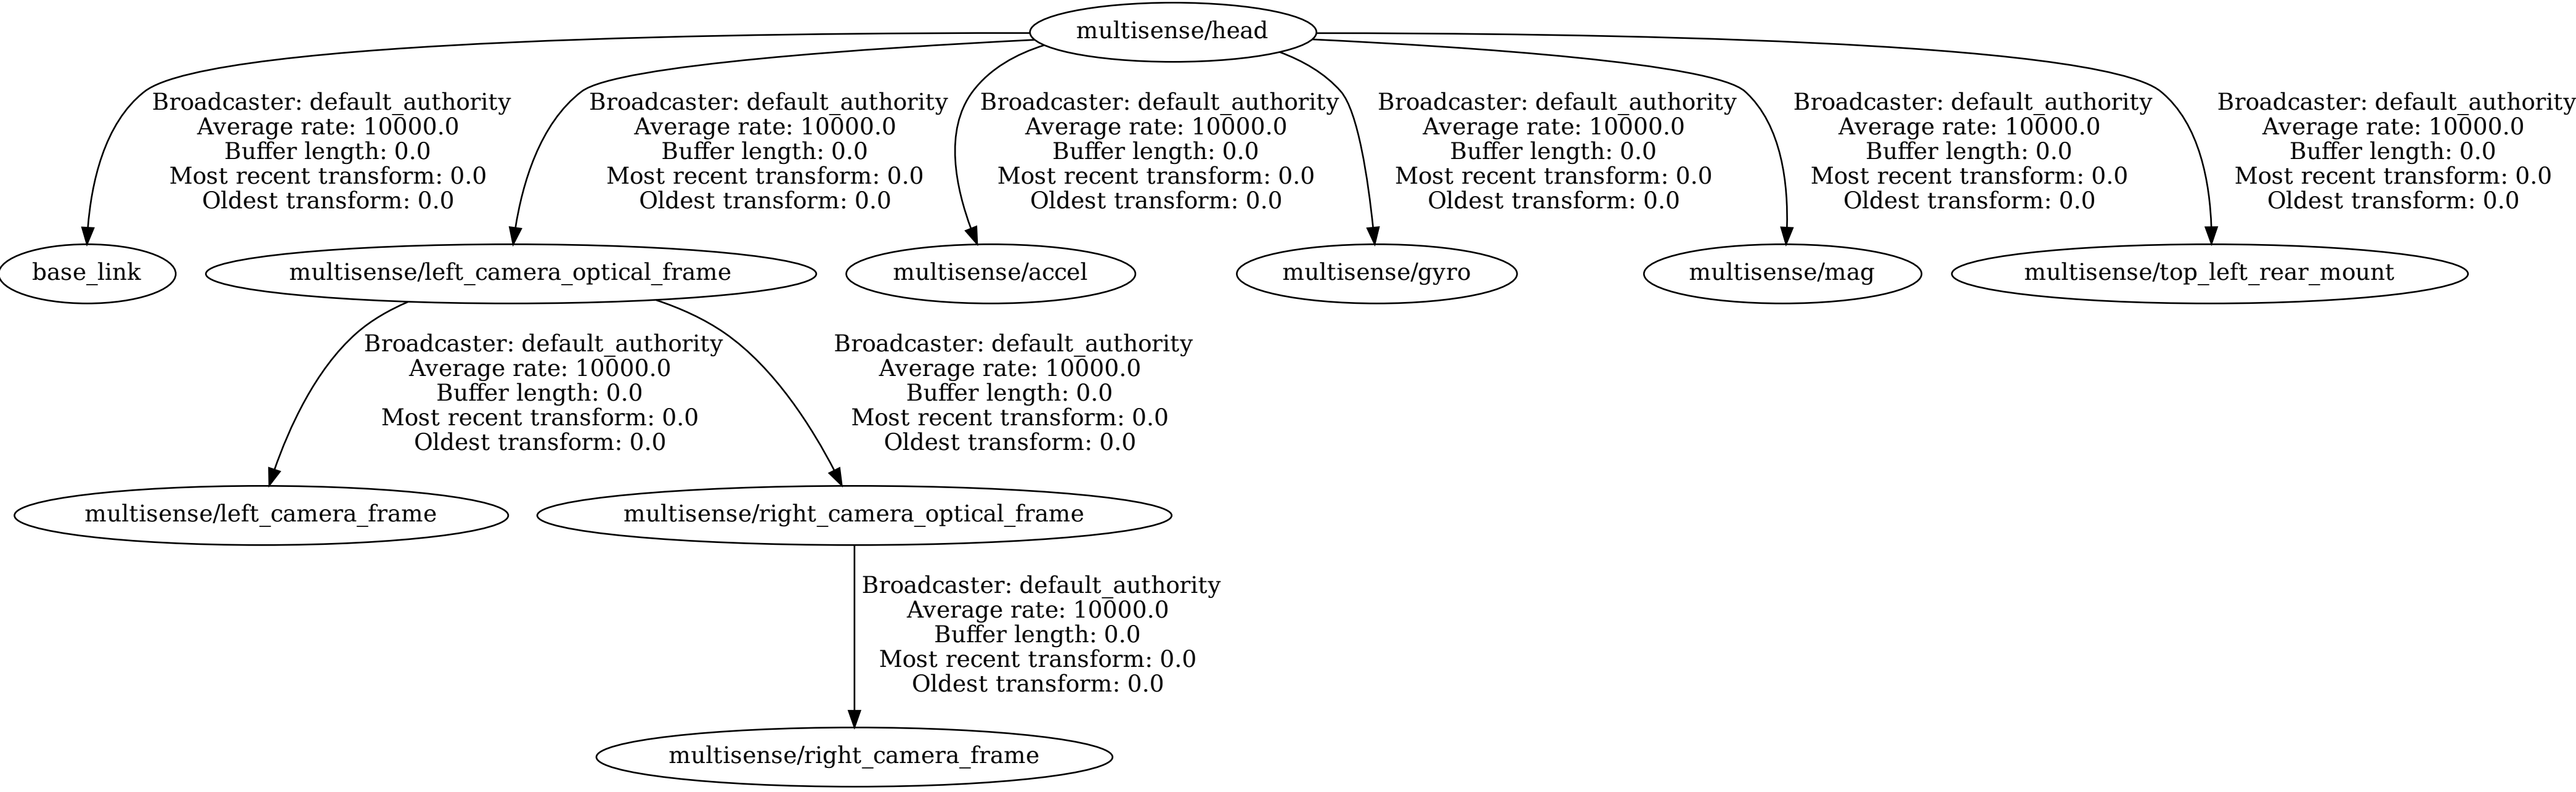 multisense/head
Broadcaster: default_authority
Average rate: 10000.0
Buffer length: 0.0
Most recent transform: 0.0
Oldest transform: 0.0
Broadcaster: default_authority
Average rate: 10000.0
Buffer length: 0.0
Most recent transform: 0.0
Oldest transform: 0.0
Broadcaster: default_authority
Average rate: 10000.0
Buffer length: 0.0
Most recent transform: 0.0
Oldest transform: 0.0
Broadcaster: default_authority
Average rate: 10000.0
Buffer length: 0.0
Most recent transform: 0.0
Oldest transform: 0.0
Broadcaster: default_authority
Average rate: 10000.0
Buffer length: 0.0
Most recent transform: 0.0
Oldest transform: 0.0
Broadcaster: default_authority
Average rate: 10000.0
Buffer length: 0.0
Most recent transform: 0.0
Oldest transform: 0.0
base_link
multisense/left_camera_optical_frame
multisense/accel
multisense/gyro
multisense/mag
multisense/top_left_rear_mount
Broadcaster: default_authority
Average rate: 10000.0
Buffer length: 0.0
Most recent transform: 0.0
Oldest transform: 0.0
Broadcaster: default_authority
Average rate: 10000.0
Buffer length: 0.0
Most recent transform: 0.0
Oldest transform: 0.0
multisense/left_camera_frame
multisense/right_camera_optical_frame
Broadcaster: default_authority
Average rate: 10000.0
Buffer length: 0.0
Most recent transform: 0.0
Oldest transform: 0.0
multisense/right_camera_frame